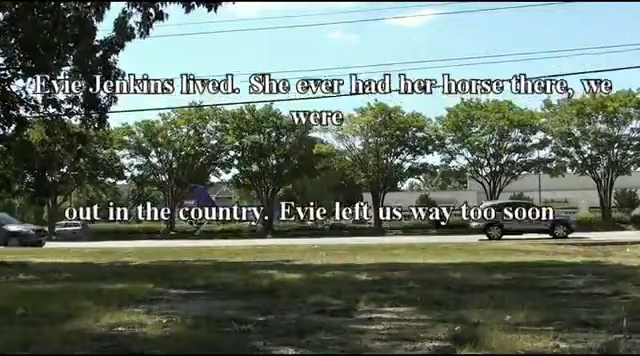 Evie Jenkins lived. She ever had her horse there, we
were
out in the country. Evie left us way too soon